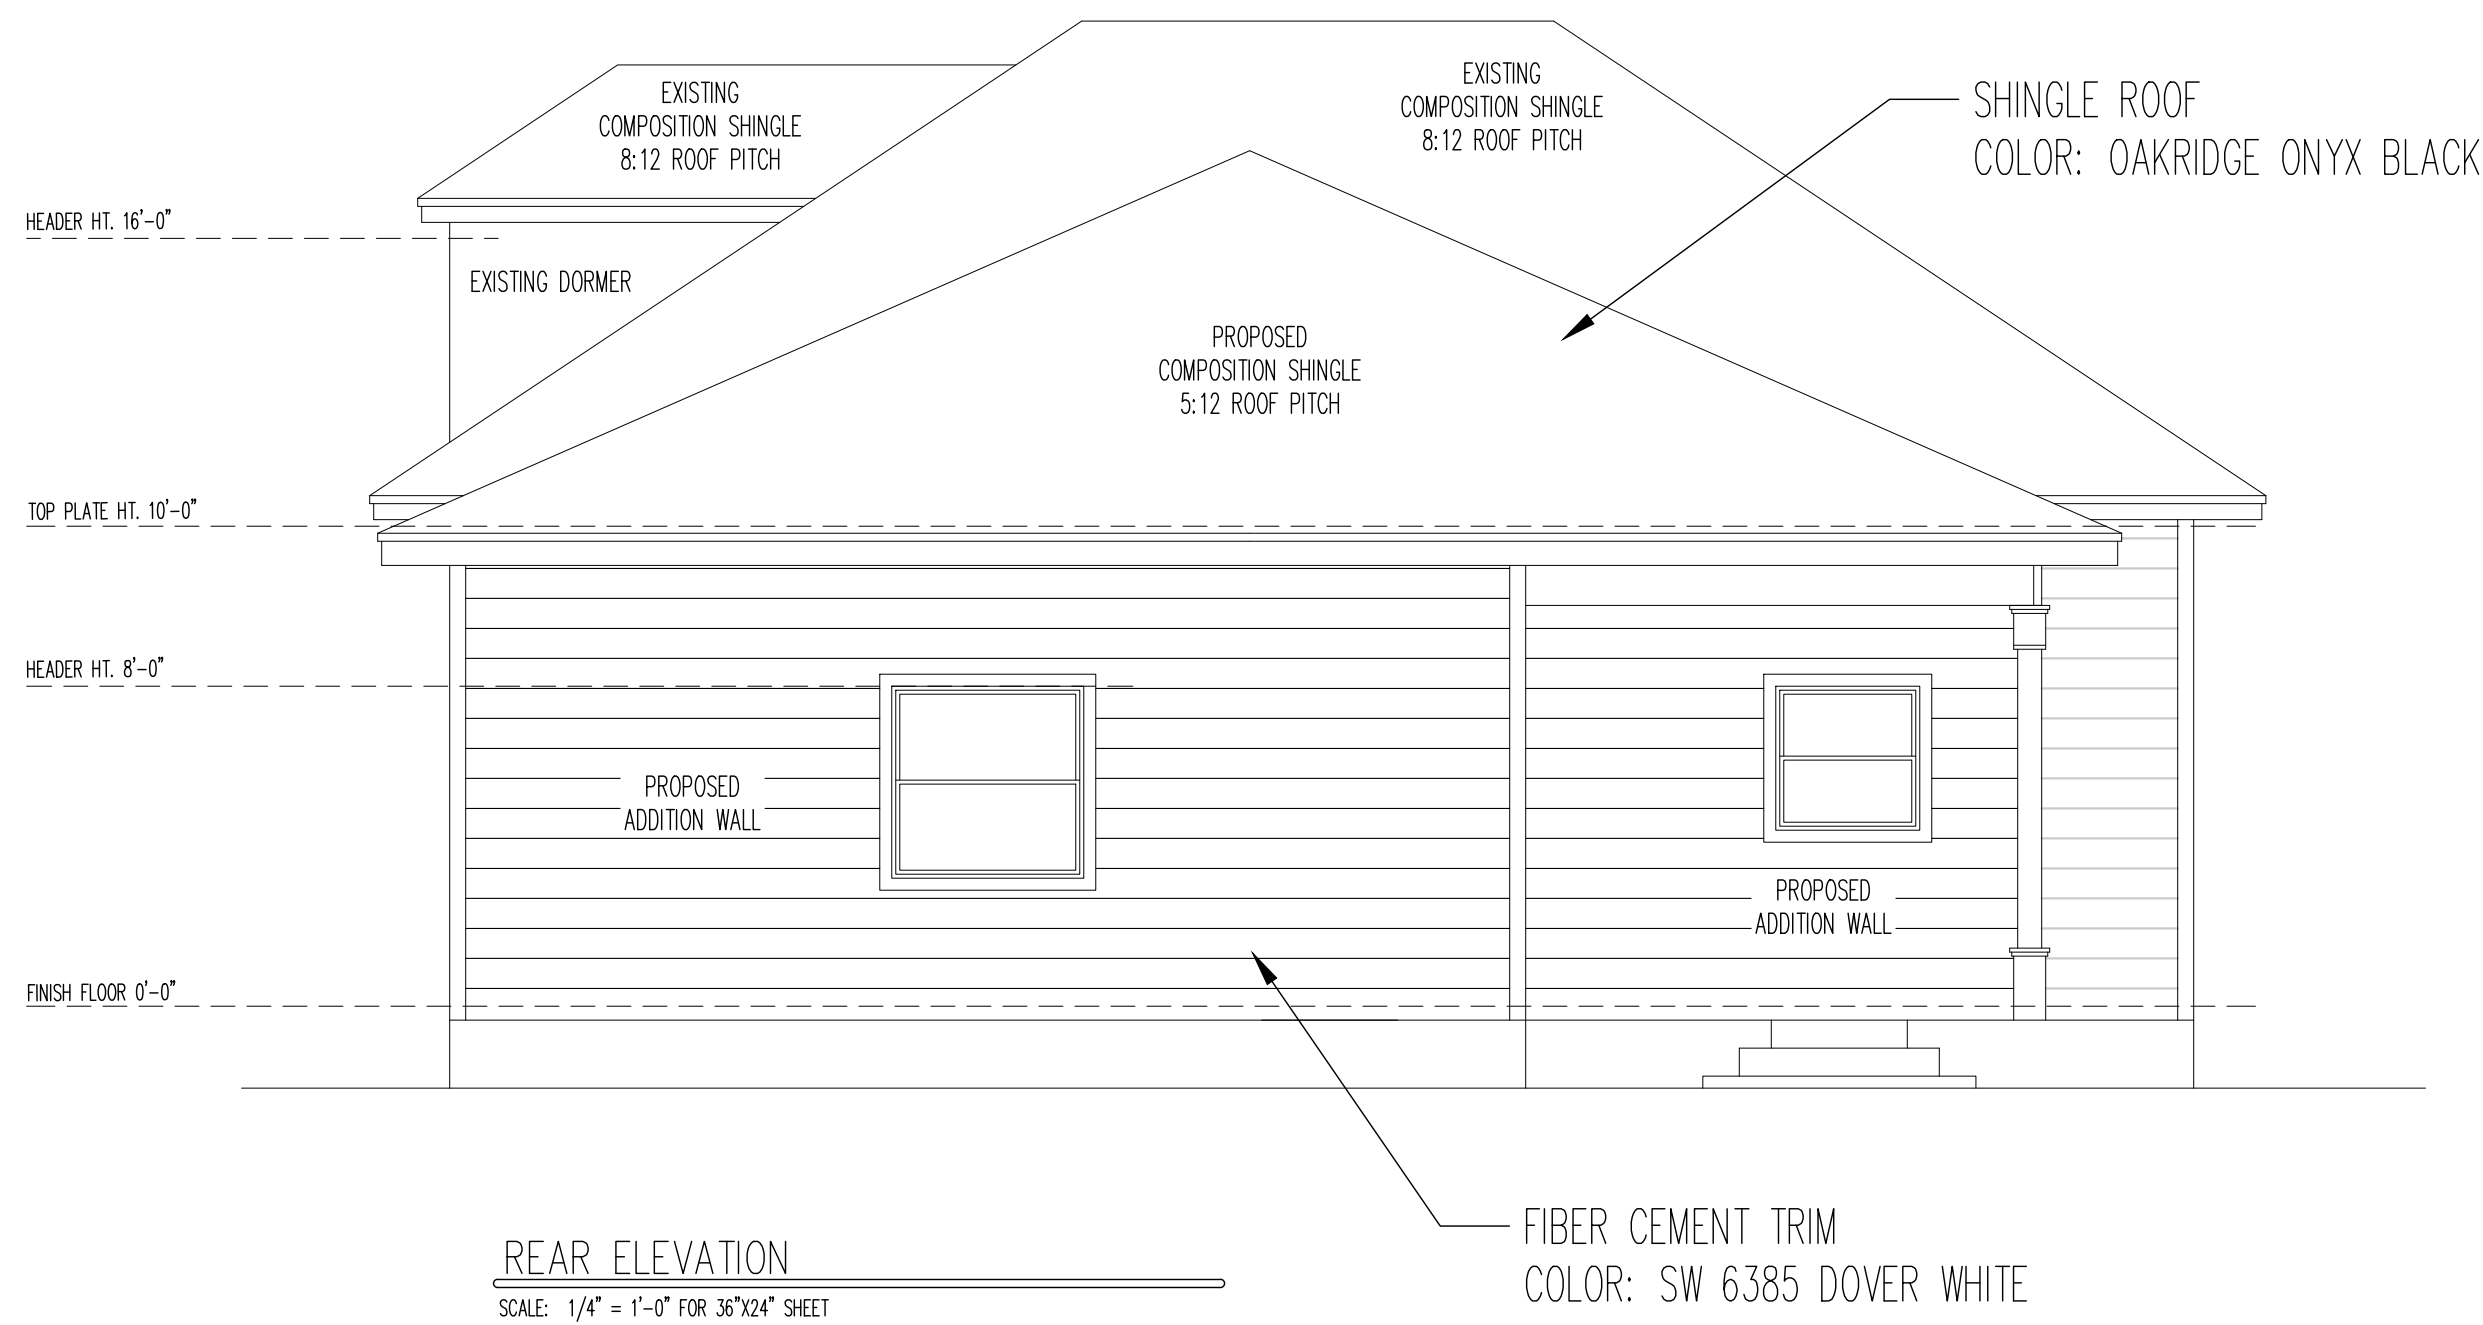 EXISTING
COMPOSITION SHINGLE
8:12 ROOF PITCH
EXISTING
COMPOSITION SHINGLE
8:12 ROOF PITCH
SHINGLE ROOF
COLOR: OAKRIDGE ONYX BLACK
HEADER HT. 16'-0"
EXISTING DORMER
PROPOSED
COMPOSITION SHINGLE
5:12 ROOF PITCH
TOP PLATE HT. 10'-0"
HEADER HT. 8'-0"
PROPOSED
ADDITION WALL
PROPOSED
ADDITION WALL
FINISH FLOOR 0'-0"
FIBER CEMENT TRIM
COLOR: SW 6385 DOVER WHITE
REAR ELEVATION
SCALE: 1/4" = 1'-0" FOR 36"X24" SHEET